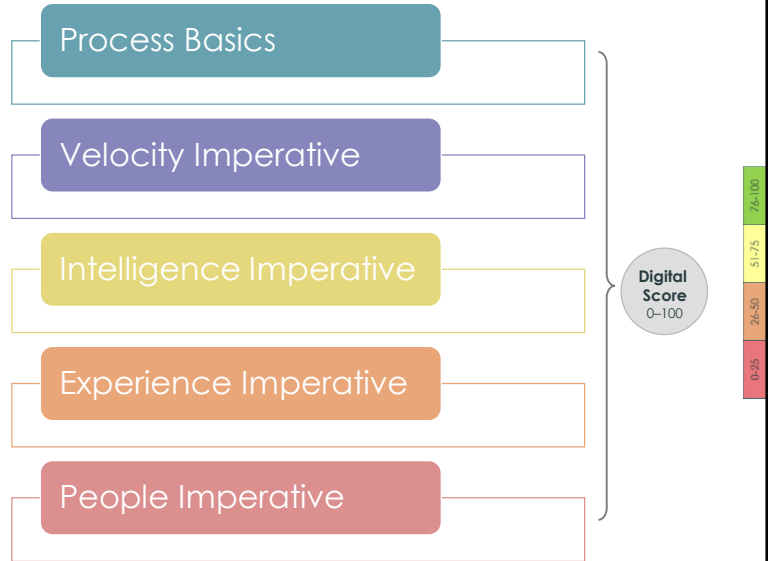 Process Basics
Velocity Imperative
Intelligence Imperative
Experience Imperative
People Imperative
Digital
Score
0–100
76-100
51-75
26-50
0-25